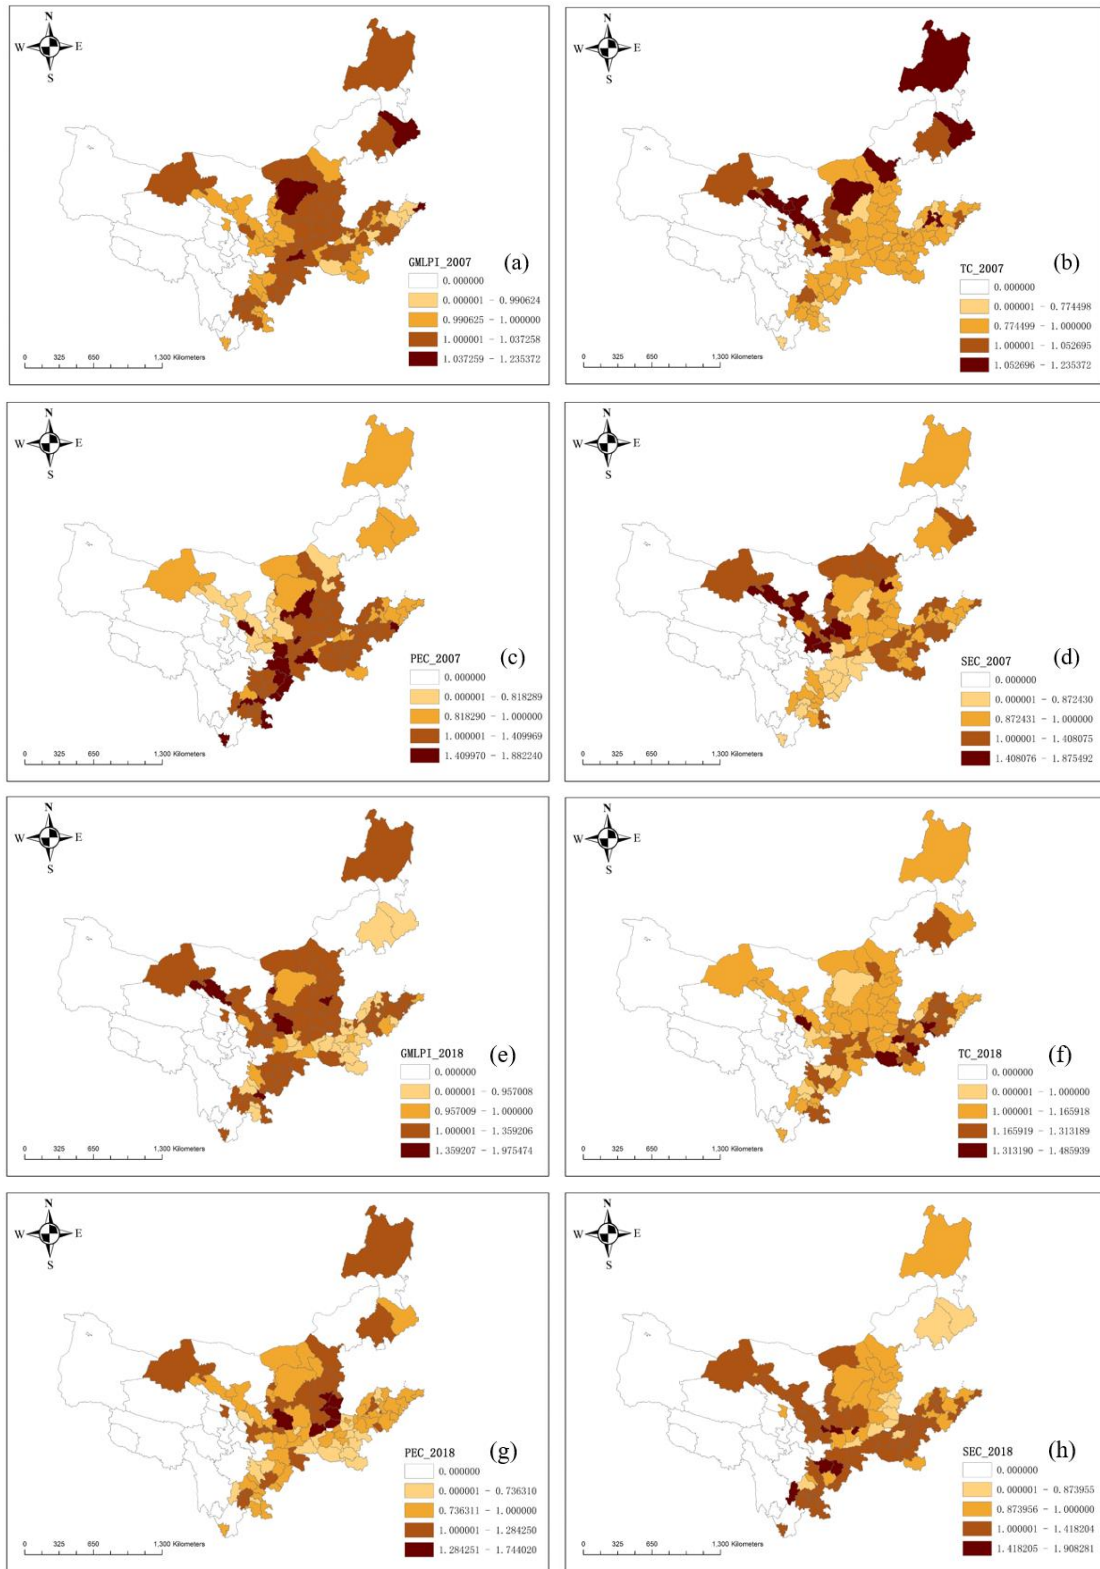 N
W E
S
(a)
GMLPI_2007
0.000000
0.000001 - 0.990624
0.990625 - 1.000000
1.000001 - 1.037258
1.037259 - 1.235372
0 325 650 1,300 Kilometers
N
W E
S
(b)
TC_2007
0.000000
0.000001 - 0.774498
0.774499 - 1.000000
1.000001 - 1.052695
1.052696 - 1.235372
0 325 650 1,300 Kilometers
N
W E
S
(c)
PEC_2007
0.000000
0.000001 - 0.818289
0.818290 - 1.000000
1.000001 - 1.409969
1.409970 - 1.882240
0 325 650 1,300 Kilometers
N
W E
S
(d)
SEC_2007
0.000000
0.000001 - 0.872430
0.872431 - 1.000000
1.000001 - 1.408075
1.408076 - 1.875492
0 325 650 1,300 Kilometers
N
W E
S
(e)
GMLPI_2018
0.000000
0.000001 - 0.957008
0.957009 - 1.000000
1.000001 - 1.359206
1.359207 - 1.975474
0 325 650 1,300 Kilometers
N
W E
S
(f)
TC_2018
0.000000
0.000001 - 1.000000
1.000001 - 1.165918
1.165919 - 1.313189
1.313190 - 1.485939
0 325 650 1,300 Kilometers
N
W E
S
(g)
PEC_2018
0.000000
0.000001 - 0.736310
0.736311 - 1.000000
1.000001 - 1.284250
1.284251 - 1.744020
0 325 650 1,300 Kilometers
N
W E
S
(h)
SEC_2018
0.000000
0.000001 - 0.873955
0.873956 - 1.000000
1.000001 - 1.418204
1.418205 - 1.908281
0 325 650 1,300 Kilometers